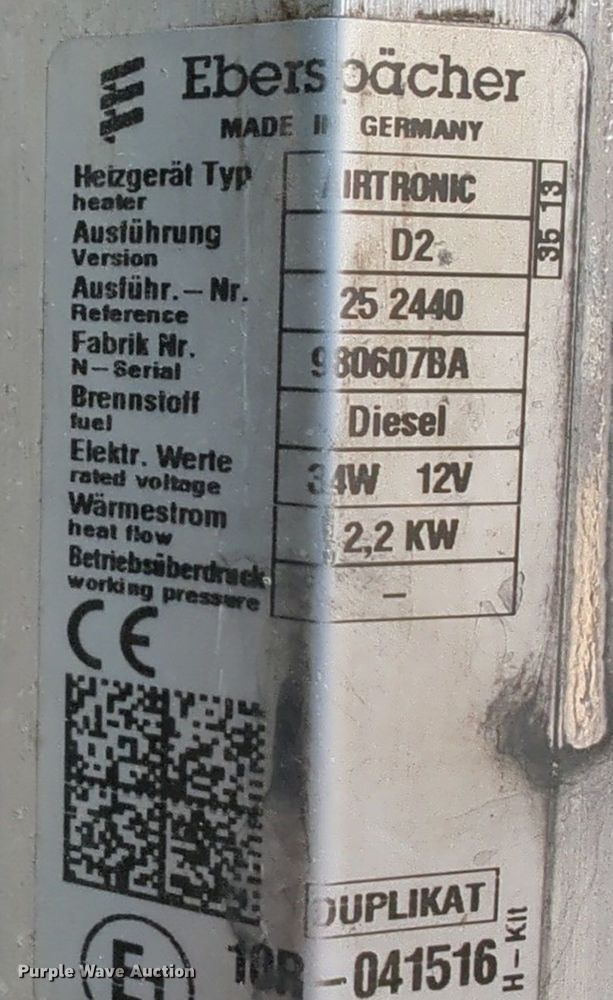 Eberspächer
MADE IN GERMANY
Heizgerät Typ AIRTRONIC
heater
35 13
Ausführung D2
Version
Ausführ.-Nr. 25 2440
Reference
Fabrik Nr. 980607BA
N-Serial
Brennstoff Diesel
fuel
Elektr. Werte 34W 12V
rated voltage
Wärmestrom 2,2 KW
heat flow
Betriebsüberdruck –
working pressure
CE
DUPLIKAT
E 10R-041516
H-Kit
Purple Wave Auction